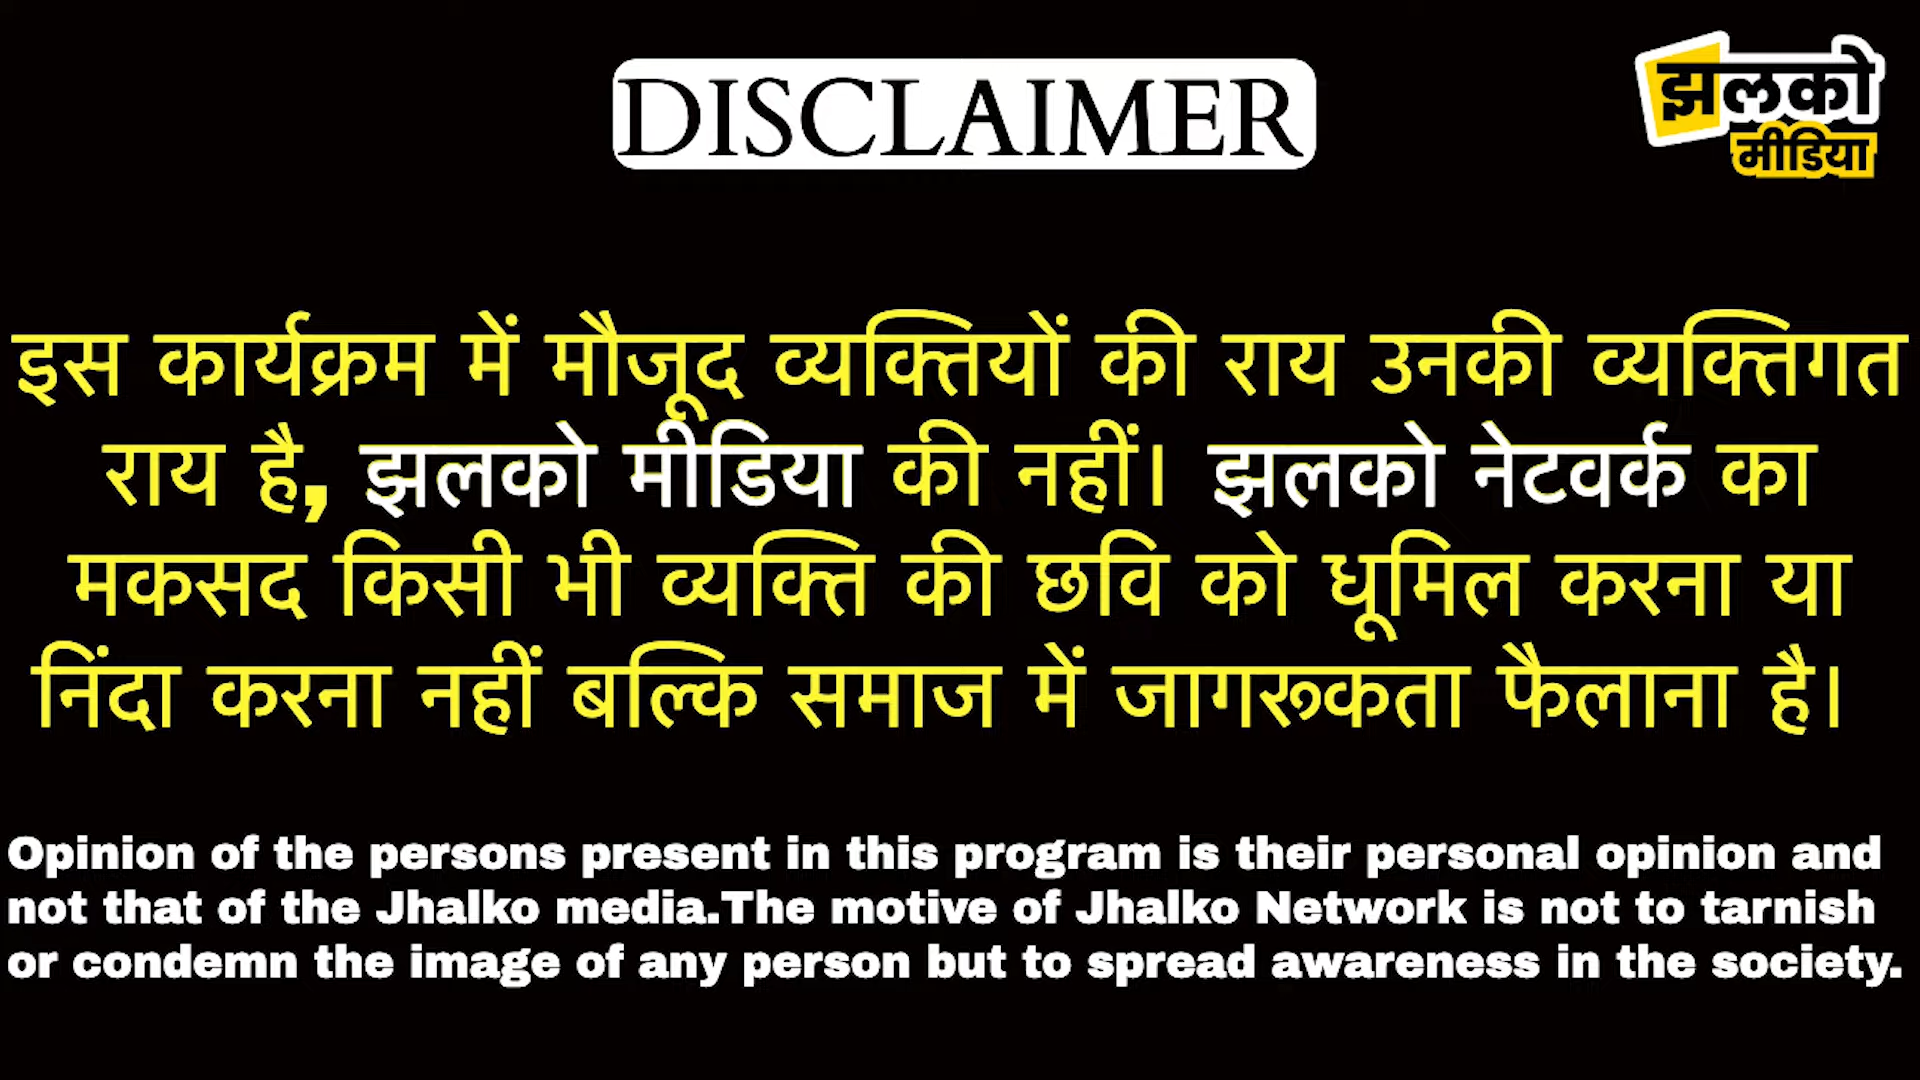 DISCLAIMER
झलको
मीडिया
इस कार्यक्रम में मौजूद व्यक्तियों की राय उनकी व्यक्तिगत
राय है, झलको मीडिया की नहीं। झलको नेटवर्क का
मकसद किसी भी व्यक्ति की छवि को धूमिल करना या
निंदा करना नहीं बल्कि समाज में जागरूकता फैलाना है।
Opinion of the persons present in this program is their personal opinion and
not that of the Jhalko media.The motive of Jhalko Network is not to tarnish
or condemn the image of any person but to spread awareness in the society.